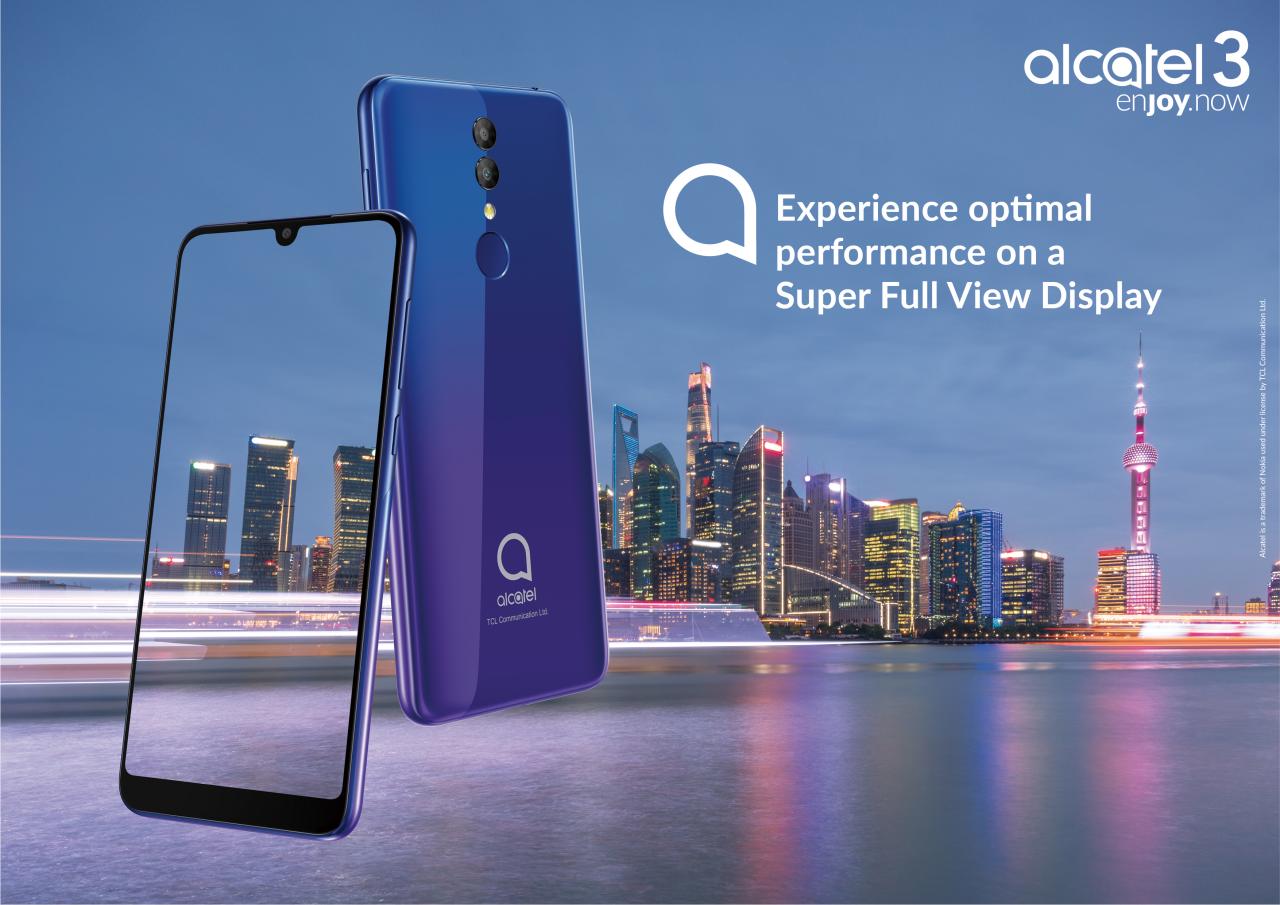 alcatel 3
enjoy.now
Experience optimal
performance on a
Super Full View Display
alcatel
TCL Communication Ltd.
Alcatel is a trademark of Nokia used under license by TCL Communication Ltd.